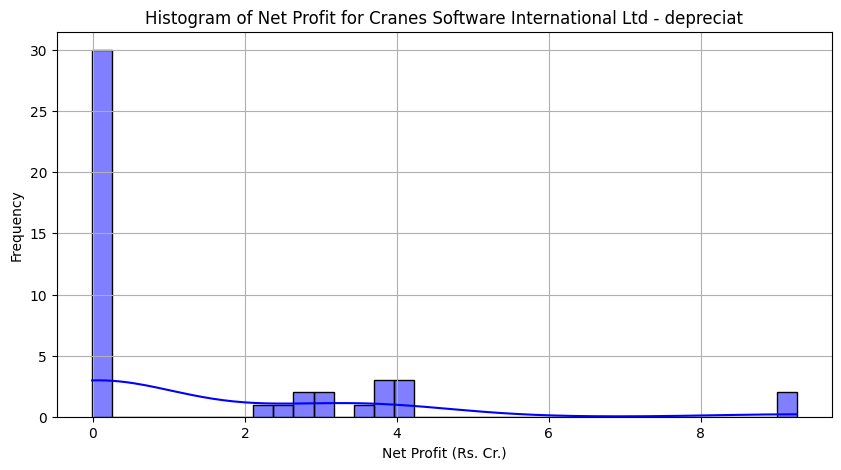 Histogram of Net Profit for Cranes Software International Ltd - depreciat
30
25
20
15
10
5
0
Frequency
0 2 4 6 8
Net Profit (Rs. Cr.)